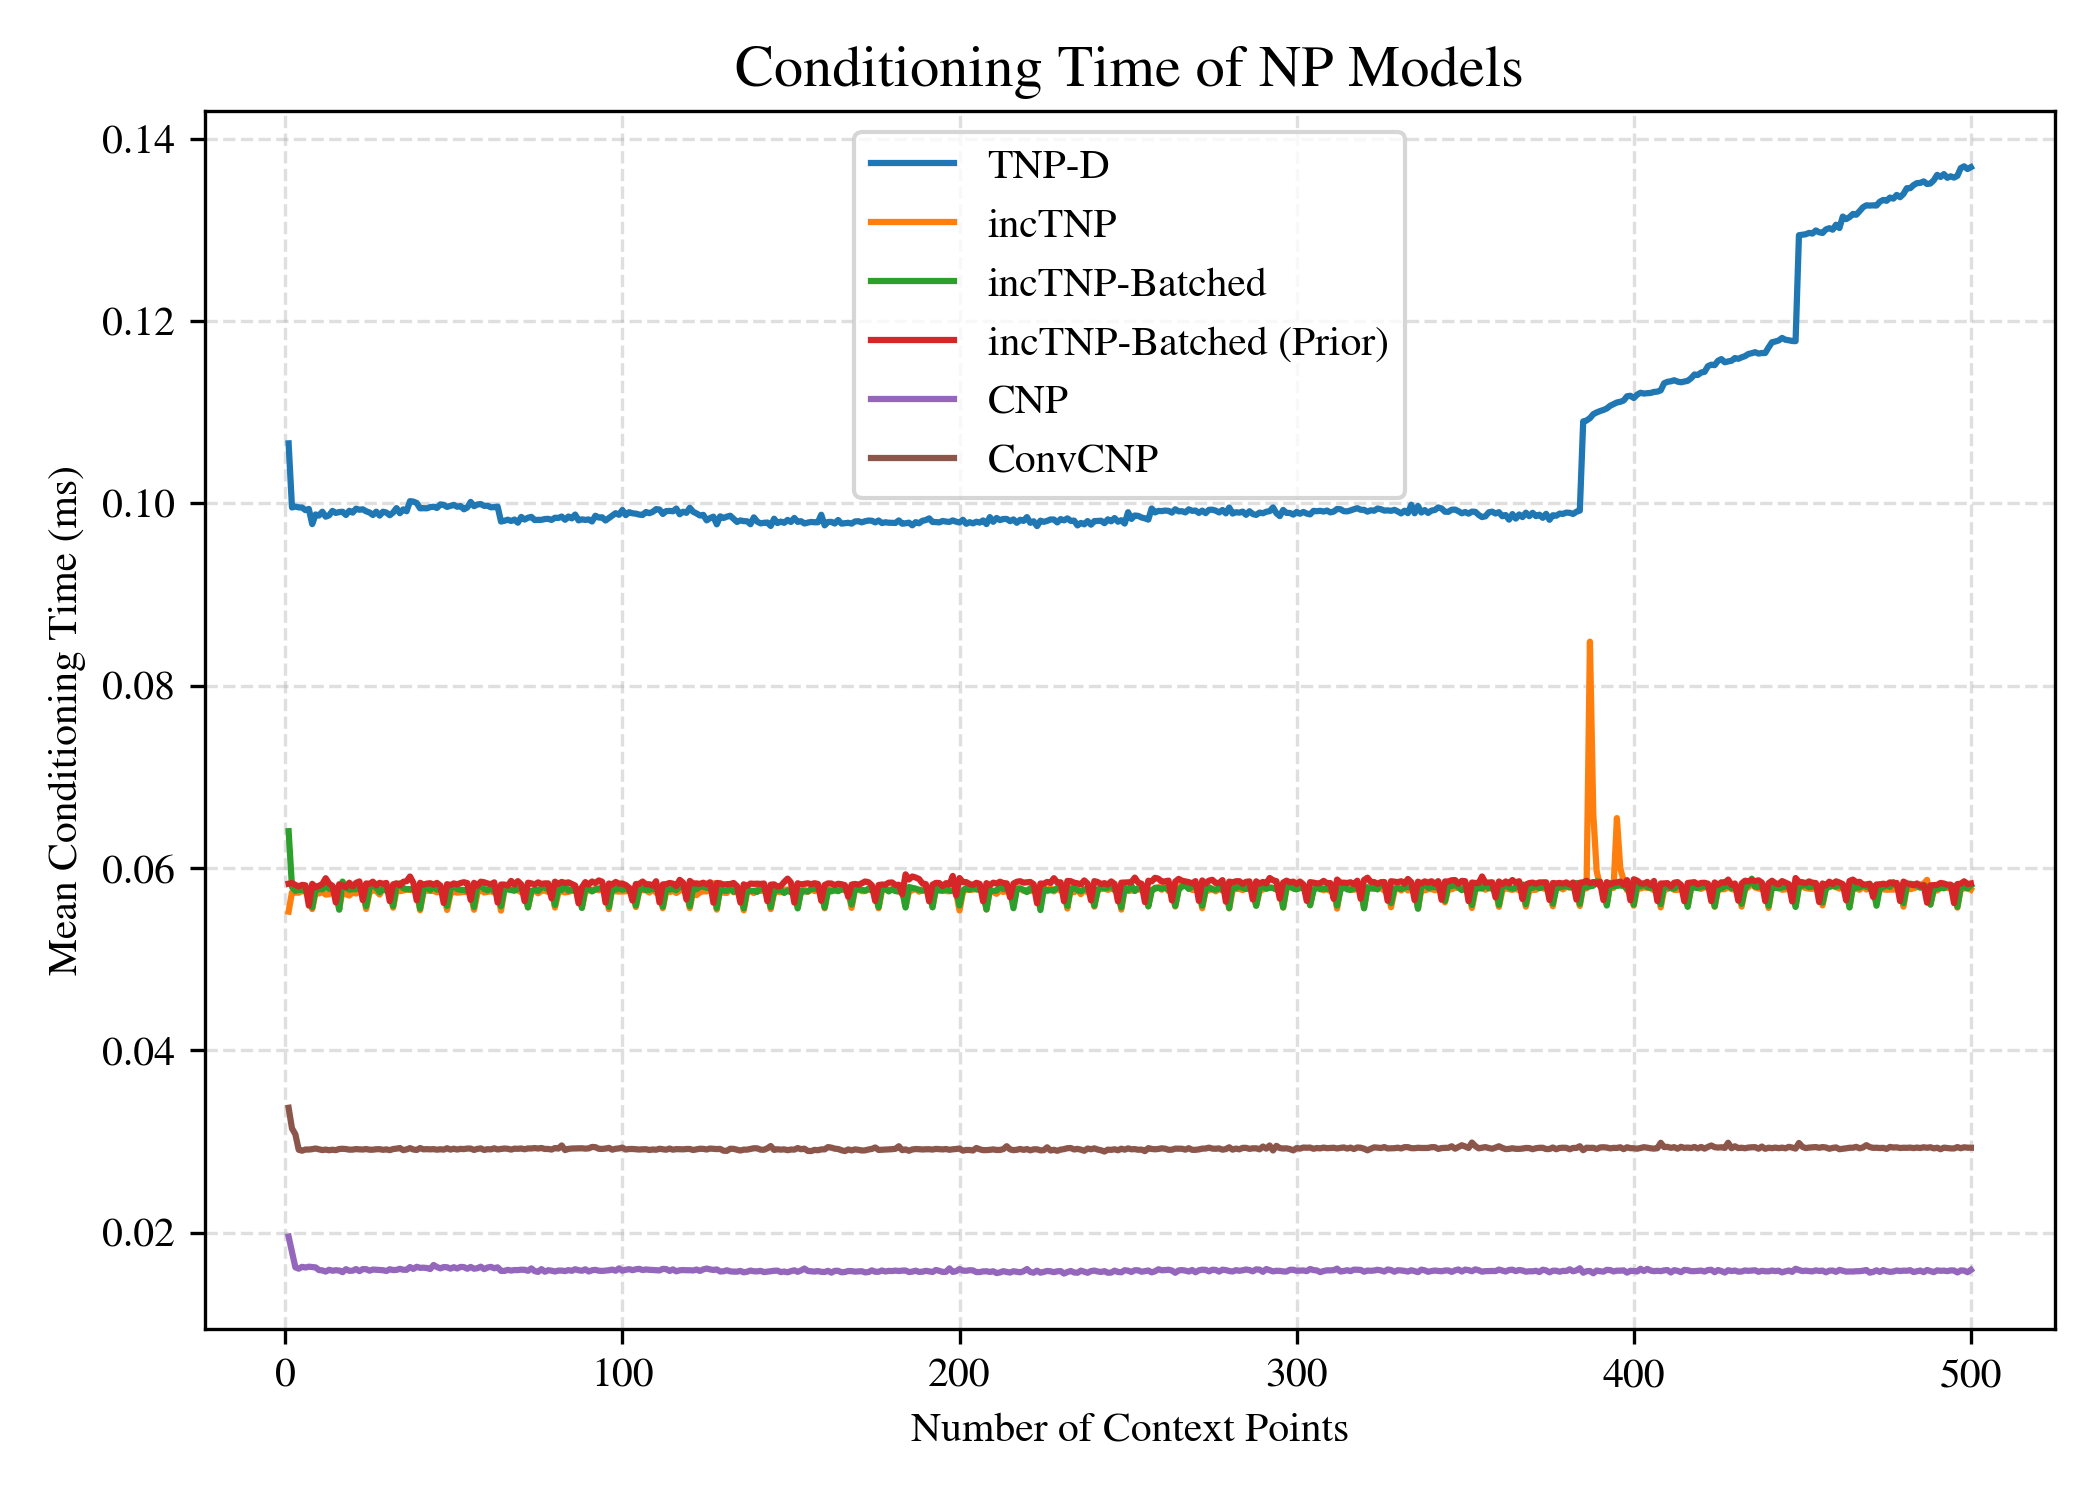 Conditioning Time of NP Models
0.14
0.12
0.10
0.08
0.06
0.04
0.02
Mean Conditioning Time (ms)
TNP-D
incTNP
incTNP-Batched
incTNP-Batched (Prior)
CNP
ConvCNP
0 100 200 300 400 500
Number of Context Points